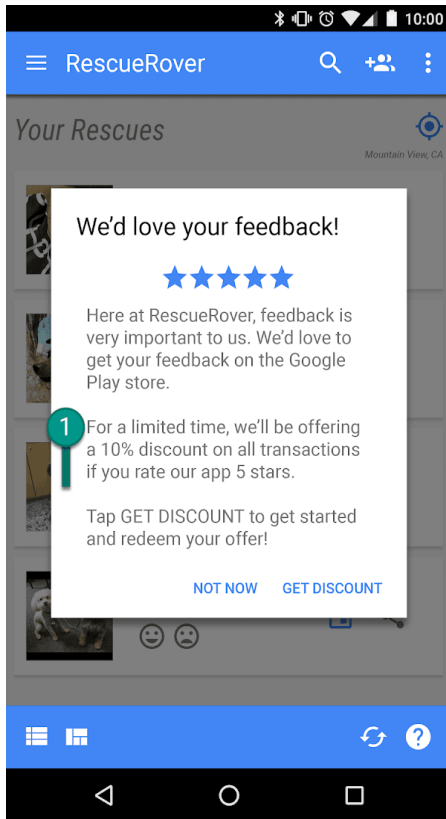 10:00
RescueRover
Your Rescues
Mountain View, CA
We’d love your feedback!
Here at RescueRover, feedback is
very important to us. We’d love to
get your feedback on the Google
Play store.
1
For a limited time, we’ll be offering
a 10% discount on all transactions
if you rate our app 5 stars.
Tap GET DISCOUNT to get started
and redeem your offer!
NOT NOW GET DISCOUNT